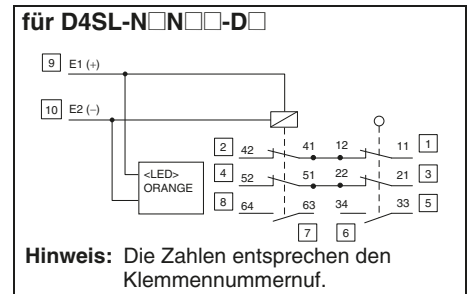 für D4SL-N□N□□-D□
9 E1 (+)
10 E2 (–)
<LED>
ORANGE
2 42 41 12 11 1
4 52 51 22 21 3
8 64 63 34 33 5
7 6
Hinweis: Die Zahlen entsprechen den
Klemmennummernuf.